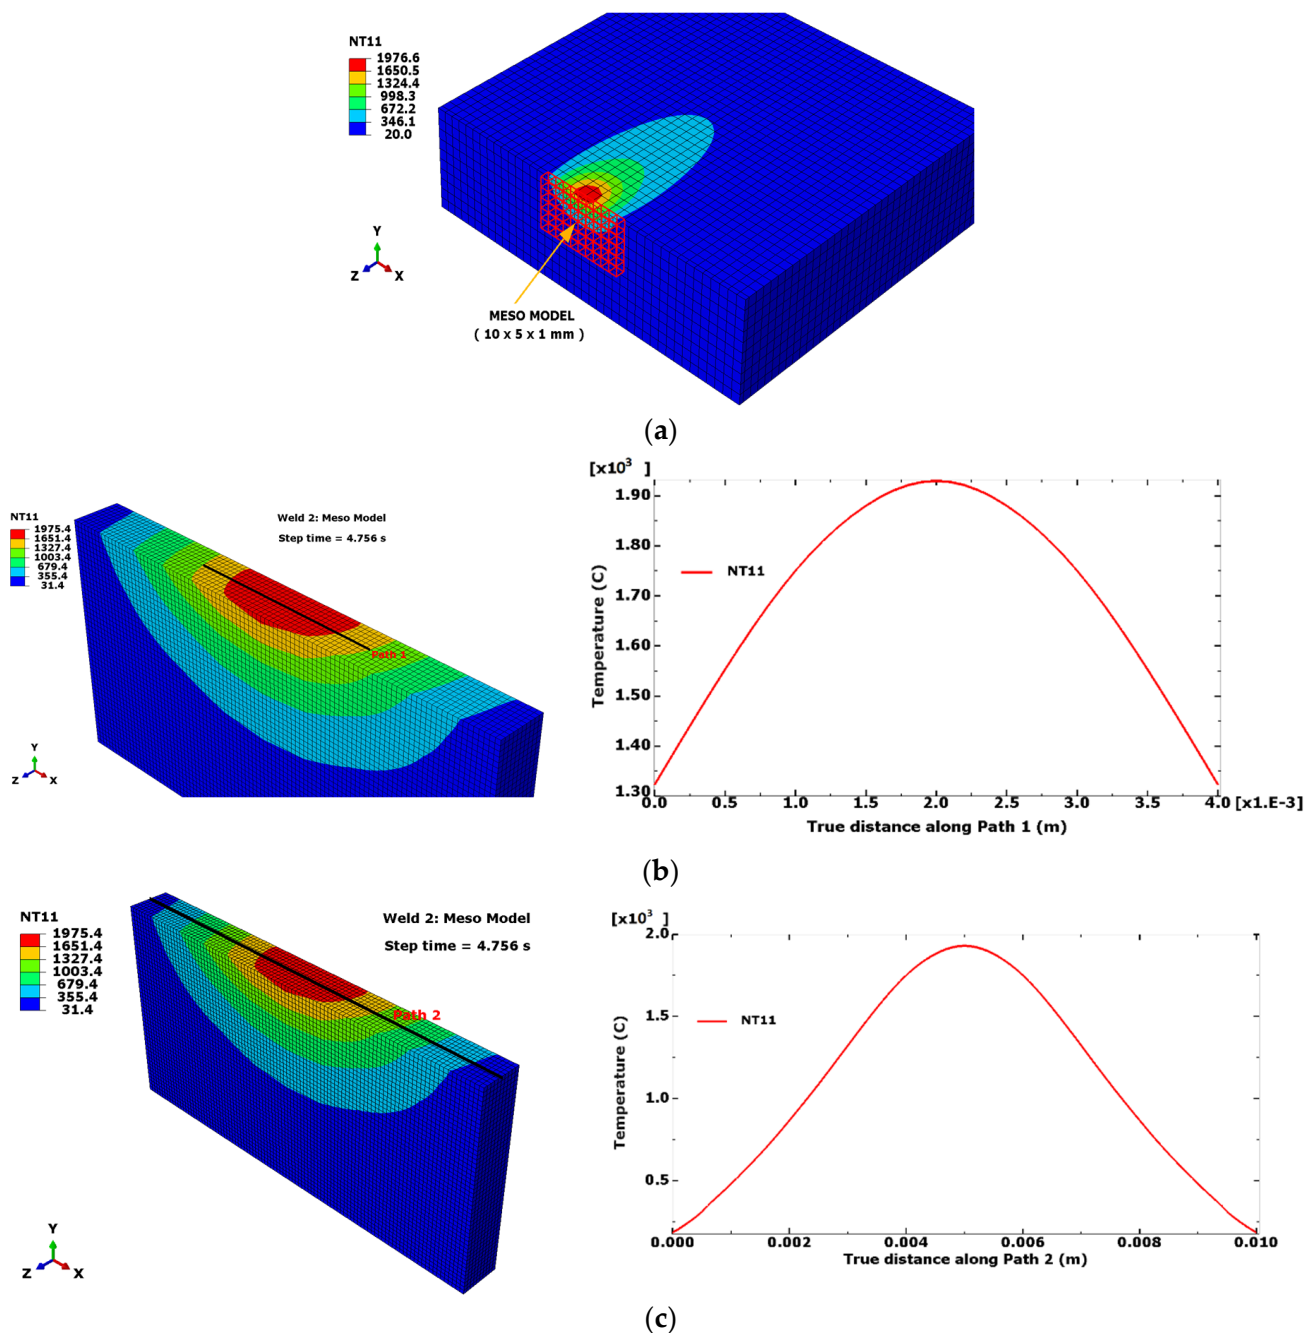 NT11
1976.6
1650.5
1324.4
998.3
672.2
346.1
20.0
Y
Z
X
MESO MODEL
( 10 x 5 x 1 mm )
(a)
NT11
1975.4
1651.4
1327.4
1003.4
679.4
355.4
31.4
Weld 2: Meso Model
Step time = 4.756 s
Path 1
Y
Z
X
[x10³ ]
1.90
1.80
1.70
1.60
1.50
1.40
1.30
Temperature (C)
NT11
0.0 0.5 1.0 1.5 2.0 2.5 3.0 3.5 4.0 [x1.E-3]
True distance along Path 1 (m)
(b)
NT11
1975.4
1651.4
1327.4
1003.4
679.4
355.4
31.4
Weld 2: Meso Model
Step time = 4.756 s
Path 2
Y
Z
X
[x10³ ]
2.0
1.5
1.0
0.5
Temperature (C)
NT11
0.000 0.002 0.004 0.006 0.008 0.010
True distance along Path 2 (m)
(c)